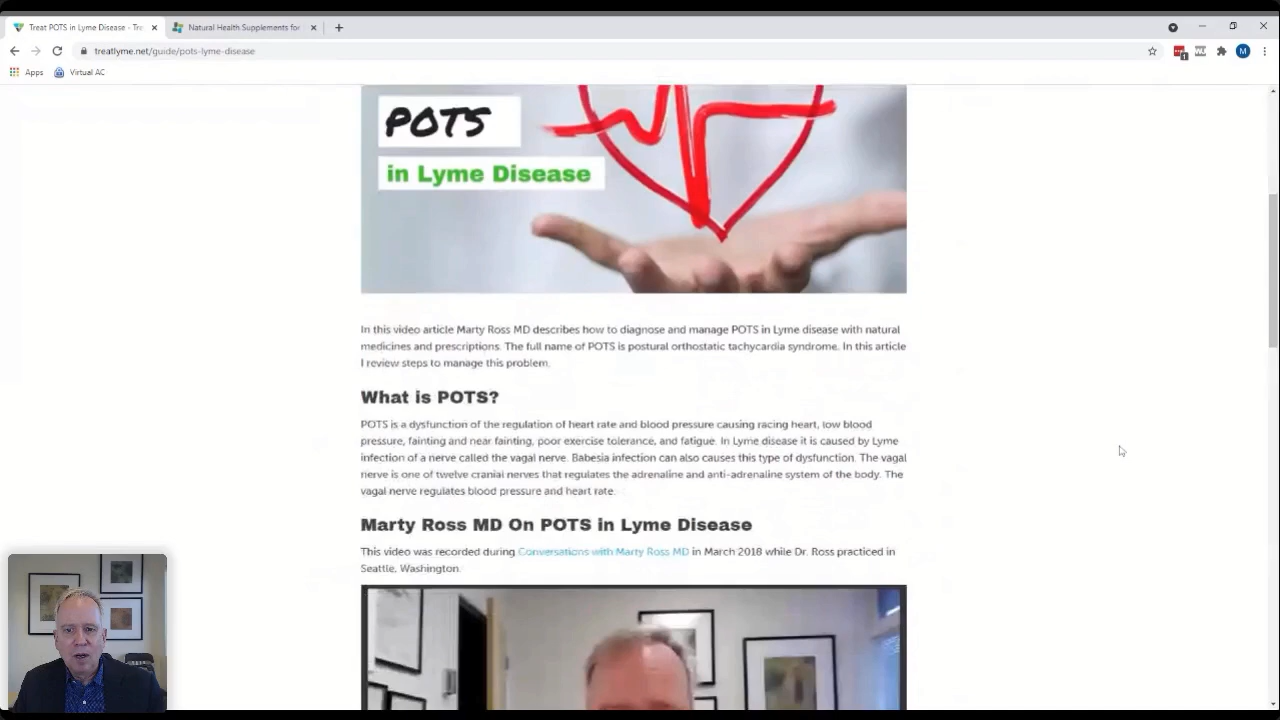 Treat POTS in Lyme Disease - Tre
Natural Health Supplements for
treatlyme.net/guide/pots-lyme-disease
1
M
Apps
Virtual AC
POTS
in Lyme Disease
In this video article Marty Ross MD describes how to diagnose and manage POTS in Lyme disease with natural
medicines and prescriptions. The full name of POTS is postural orthostatic tachycardia syndrome. In this article
I review steps to manage this problem.
What is POTS?
POTS is a dysfunction of the regulation of heart rate and blood pressure causing racing heart, low blood
pressure, fainting and near fainting, poor exercise tolerance, and fatigue. In Lyme disease it is caused by Lyme
infection of a nerve called the vagal nerve. Babesia infection can also causes this type of dysfunction. The vagal
nerve is one of twelve cranial nerves that regulates the adrenaline and anti-adrenaline system of the body. The
vagal nerve regulates blood pressure and heart rate.
Marty Ross MD On POTS in Lyme Disease
This video was recorded during Conversations with Marty Ross MD in March 2018 while Dr. Ross practiced in
Seattle, Washington.